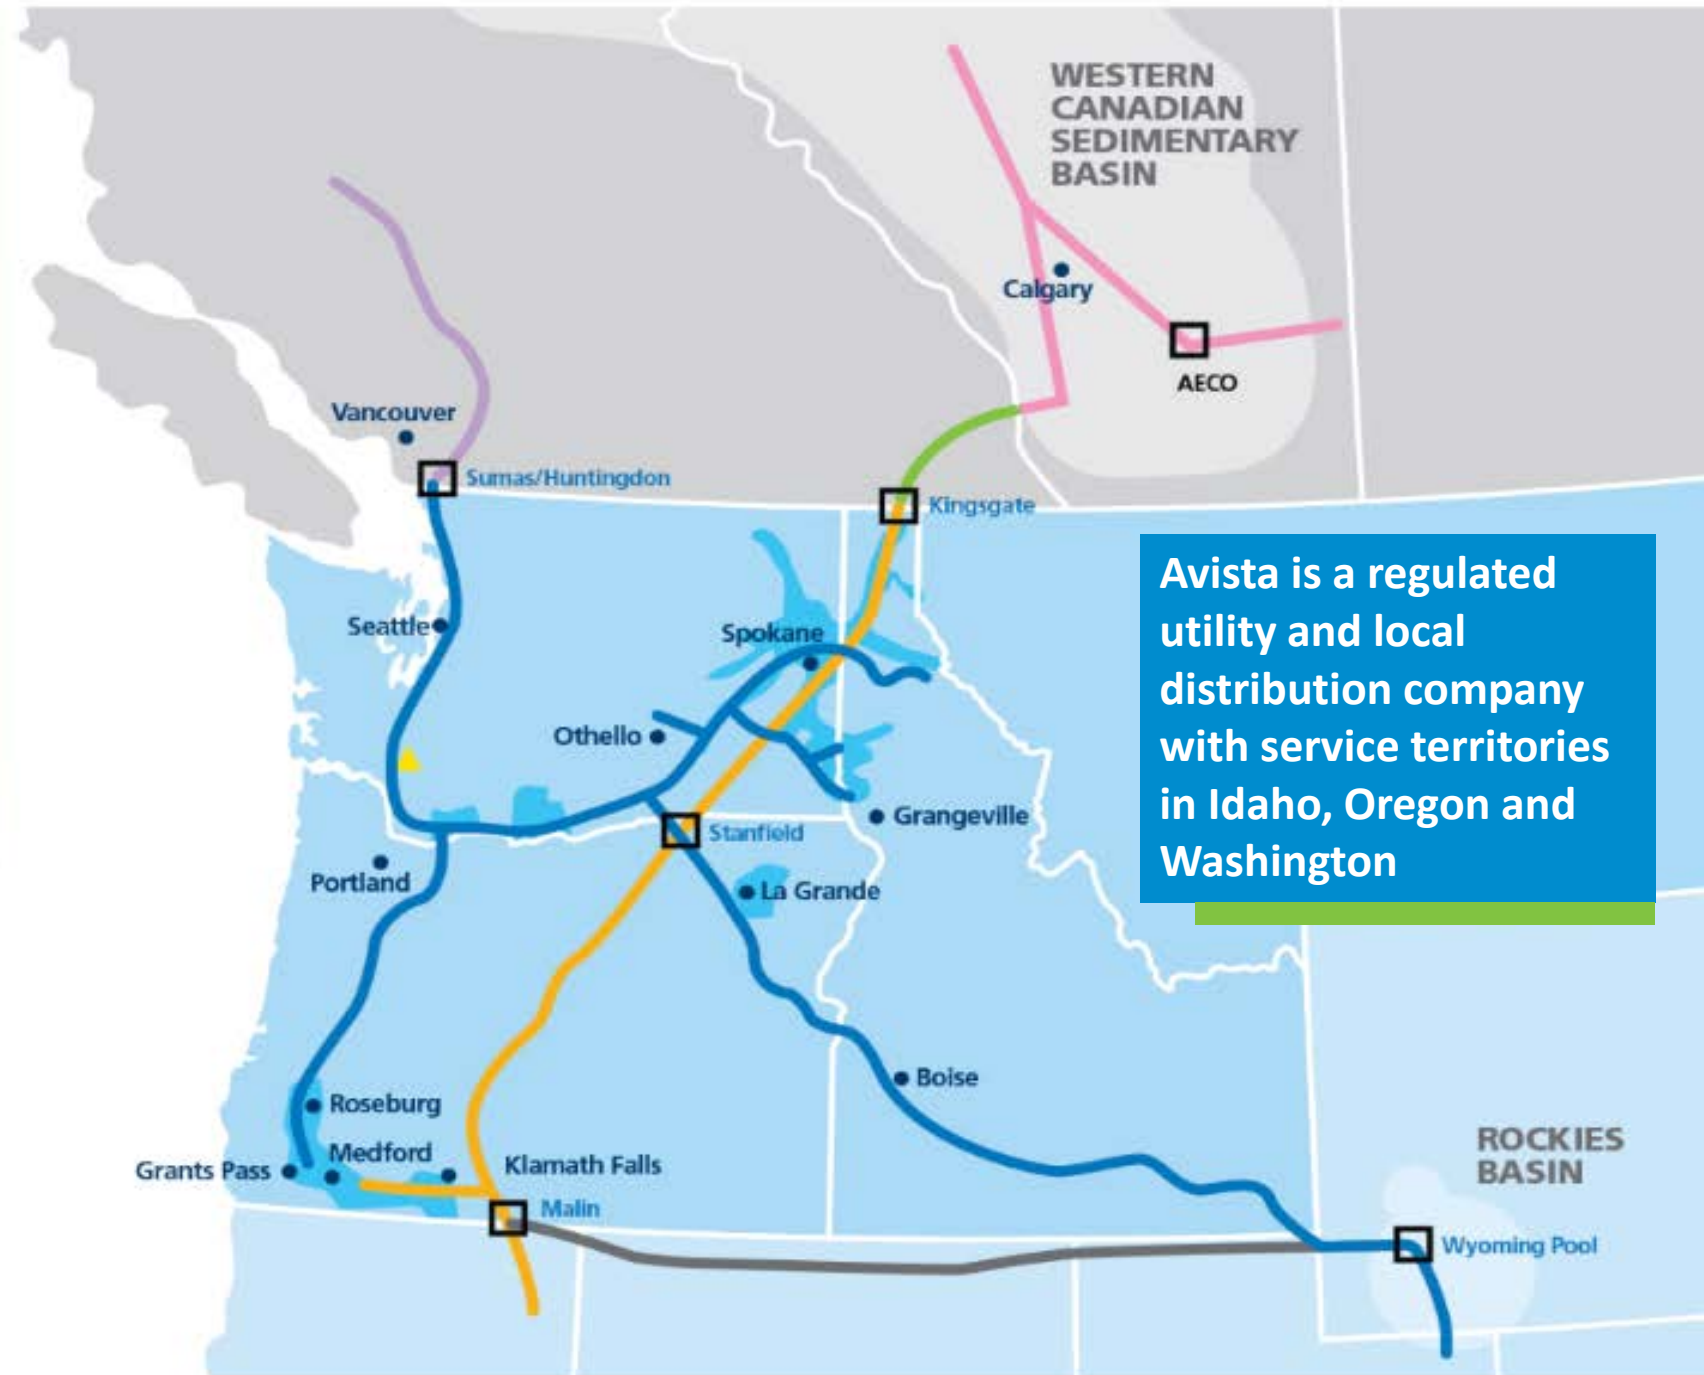 WESTERN
CANADIAN
SEDIMENTARY
BASIN
Calgary
AECO
Vancouver
Sumas/Huntingdon
Kingsgate
Avista is a regulated
utility and local
distribution company
with service territories
in Idaho, Oregon and
Washington
Seattle
Spokane
Othello
Grangeville
Stanfield
Portland
La Grande
Boise
Roseburg
Medford
Grants Pass
Klamath Falls
Malin
ROCKIES
BASIN
Wyoming Pool